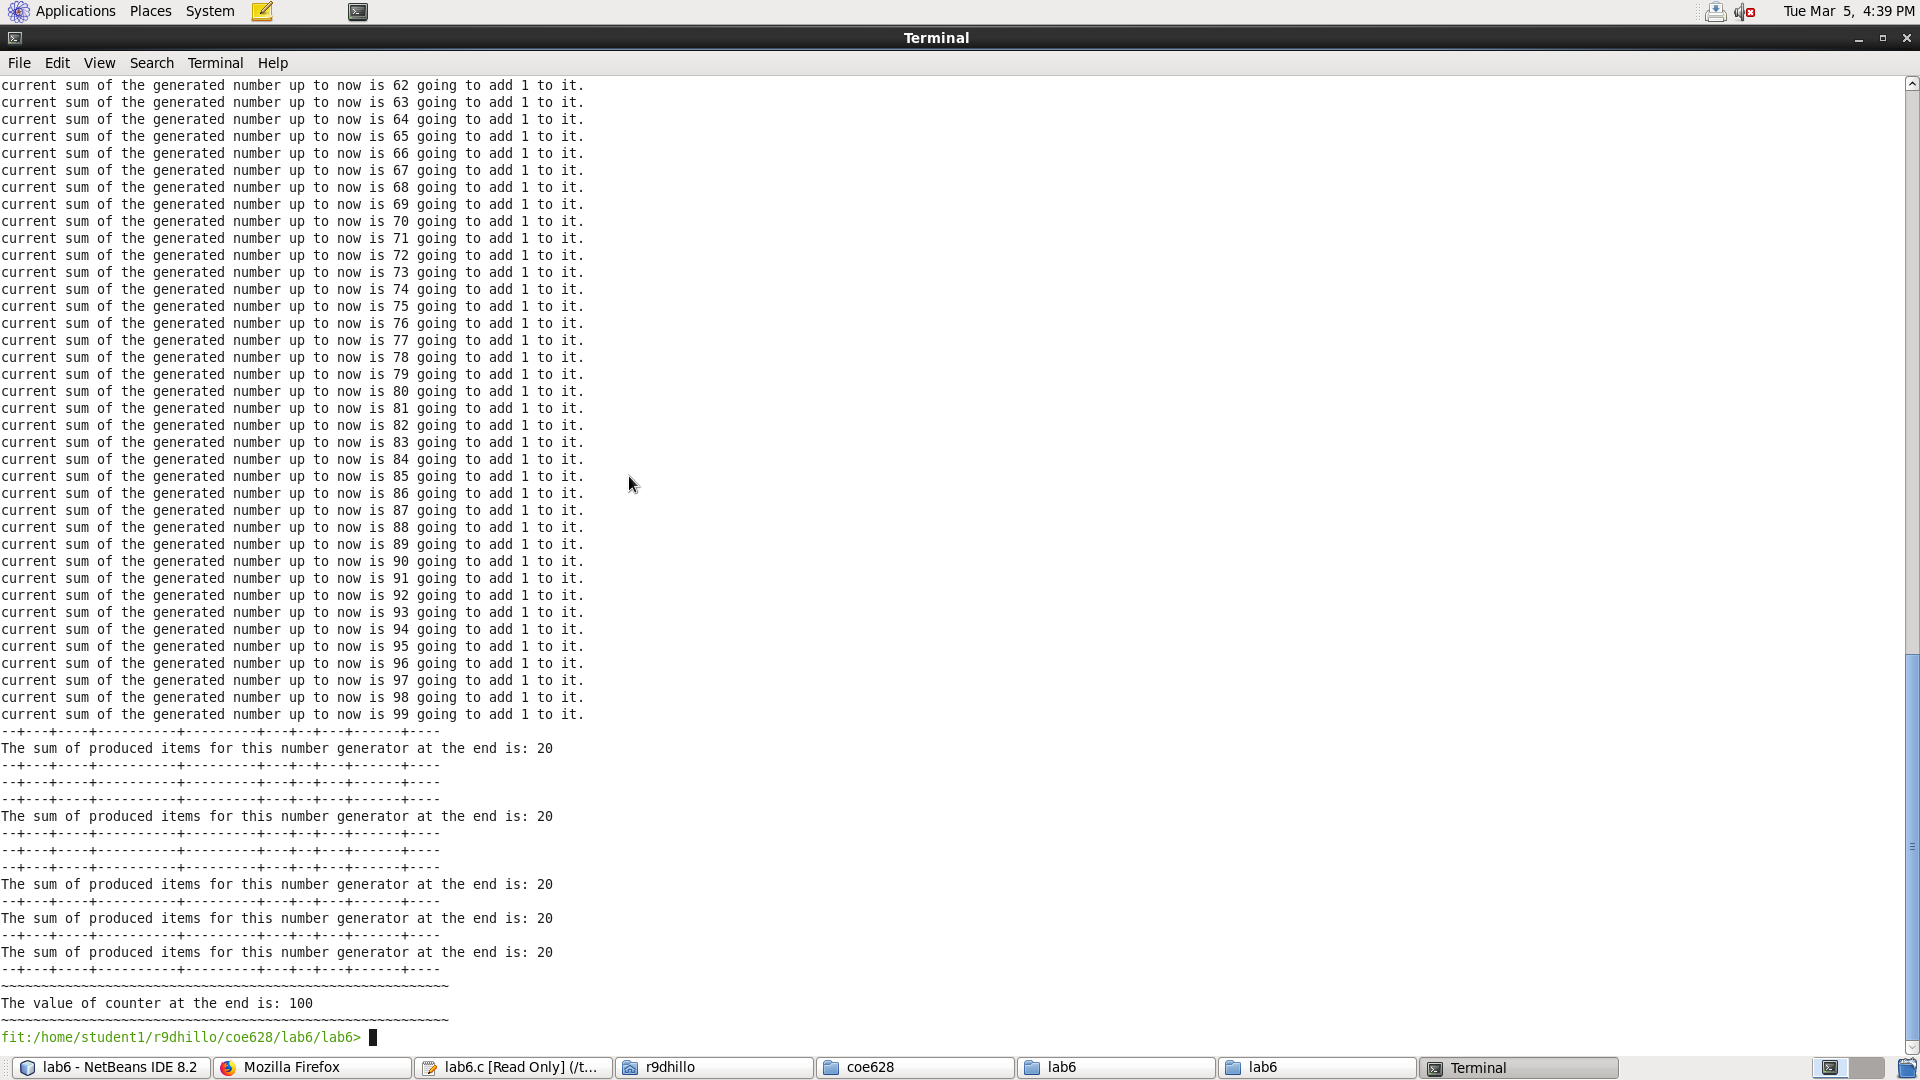 Applications Places System Tue Mar 5, 4:39 PM
Terminal
File Edit View Search Terminal Help
current sum of the generated number up to now is 62 going to add 1 to it.
current sum of the generated number up to now is 63 going to add 1 to it.
current sum of the generated number up to now is 64 going to add 1 to it.
current sum of the generated number up to now is 65 going to add 1 to it.
current sum of the generated number up to now is 66 going to add 1 to it.
current sum of the generated number up to now is 67 going to add 1 to it.
current sum of the generated number up to now is 68 going to add 1 to it.
current sum of the generated number up to now is 69 going to add 1 to it.
current sum of the generated number up to now is 70 going to add 1 to it.
current sum of the generated number up to now is 71 going to add 1 to it.
current sum of the generated number up to now is 72 going to add 1 to it.
current sum of the generated number up to now is 73 going to add 1 to it.
current sum of the generated number up to now is 74 going to add 1 to it.
current sum of the generated number up to now is 75 going to add 1 to it.
current sum of the generated number up to now is 76 going to add 1 to it.
current sum of the generated number up to now is 77 going to add 1 to it.
current sum of the generated number up to now is 78 going to add 1 to it.
current sum of the generated number up to now is 79 going to add 1 to it.
current sum of the generated number up to now is 80 going to add 1 to it.
current sum of the generated number up to now is 81 going to add 1 to it.
current sum of the generated number up to now is 82 going to add 1 to it.
current sum of the generated number up to now is 83 going to add 1 to it.
current sum of the generated number up to now is 84 going to add 1 to it.
current sum of the generated number up to now is 85 going to add 1 to it.
current sum of the generated number up to now is 86 going to add 1 to it.
current sum of the generated number up to now is 87 going to add 1 to it.
current sum of the generated number up to now is 88 going to add 1 to it.
current sum of the generated number up to now is 89 going to add 1 to it.
current sum of the generated number up to now is 90 going to add 1 to it.
current sum of the generated number up to now is 91 going to add 1 to it.
current sum of the generated number up to now is 92 going to add 1 to it.
current sum of the generated number up to now is 93 going to add 1 to it.
current sum of the generated number up to now is 94 going to add 1 to it.
current sum of the generated number up to now is 95 going to add 1 to it.
current sum of the generated number up to now is 96 going to add 1 to it.
current sum of the generated number up to now is 97 going to add 1 to it.
current sum of the generated number up to now is 98 going to add 1 to it.
current sum of the generated number up to now is 99 going to add 1 to it.
--+---+----+----------+---------+---+--+---+------+----
The sum of produced items for this number generator at the end is: 20
--+---+----+----------+---------+---+--+---+------+----
--+---+----+----------+---------+---+--+---+------+----
--+---+----+----------+---------+---+--+---+------+----
The sum of produced items for this number generator at the end is: 20
--+---+----+----------+---------+---+--+---+------+----
--+---+----+----------+---------+---+--+---+------+----
--+---+----+----------+---------+---+--+---+------+----
The sum of produced items for this number generator at the end is: 20
--+---+----+----------+---------+---+--+---+------+----
The sum of produced items for this number generator at the end is: 20
--+---+----+----------+---------+---+--+---+------+----
The sum of produced items for this number generator at the end is: 20
--+---+----+----------+---------+---+--+---+------+----
~~~~~~~~~~~~~~~~~~~~~~~~~~~~~~~~~~~~~~~~~~~~~~~~~~~~~~~~
The value of counter at the end is: 100
~~~~~~~~~~~~~~~~~~~~~~~~~~~~~~~~~~~~~~~~~~~~~~~~~~~~~~~~
fit:/home/student1/r9dhillo/coe628/lab6/lab6>
lab6 - NetBeans IDE 8.2 Mozilla Firefox lab6.c [Read Only] (/t... r9dhillo coe628 lab6 lab6 Terminal